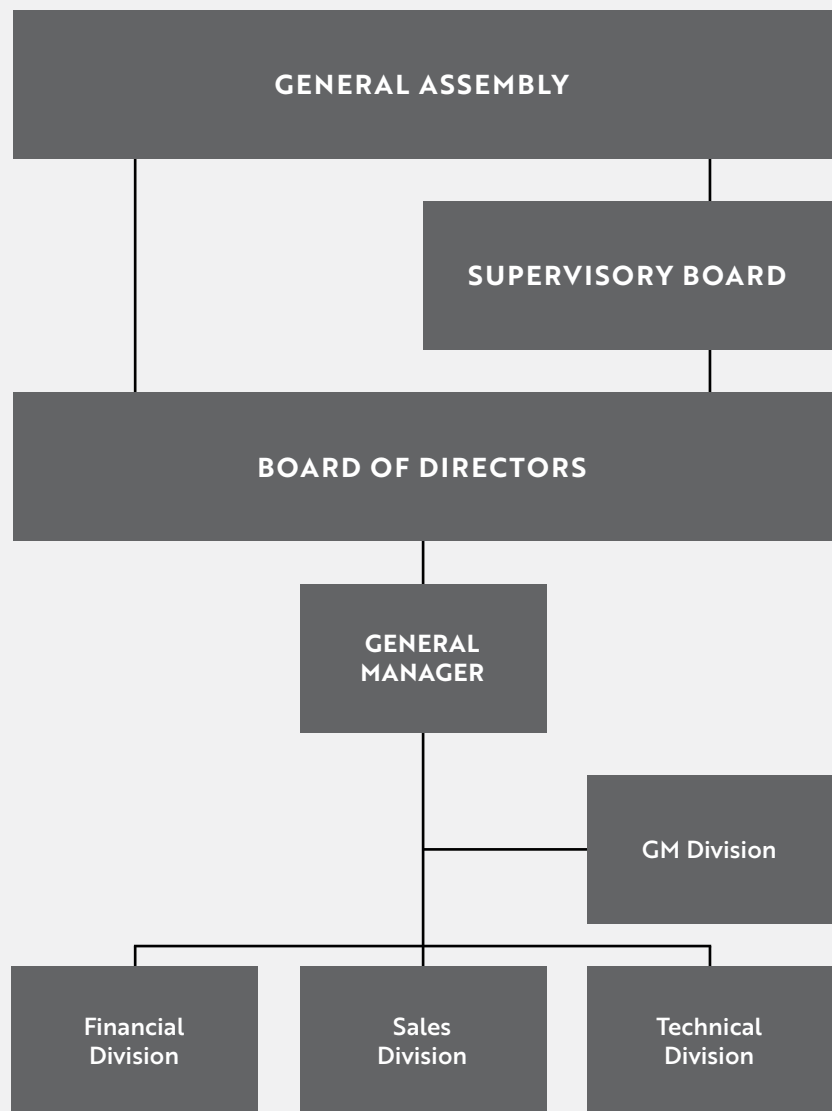 GENERAL ASSEMBLY
SUPERVISORY BOARD
BOARD OF DIRECTORS
GENERAL
MANAGER
GM Division
Financial
Division
Sales
Division
Technical
Division